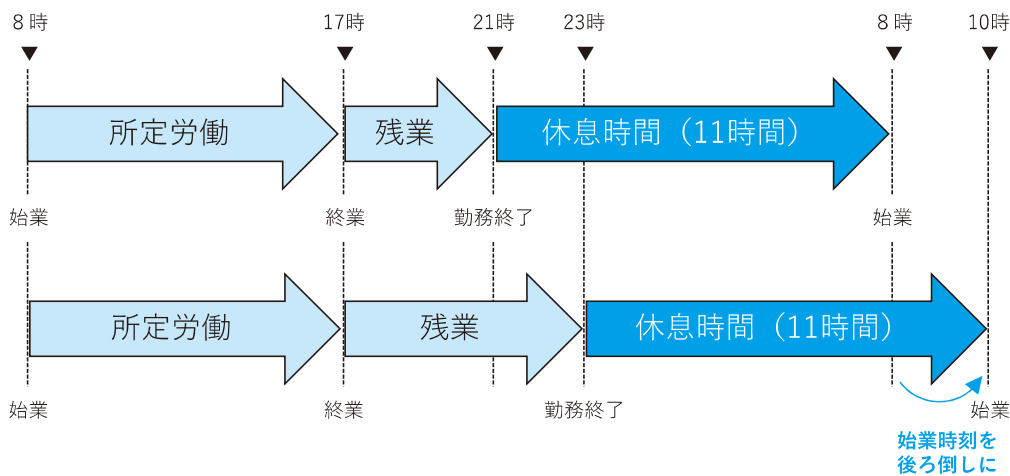 8時 17時 21時 23時 8時 10時
所定労働 残業 休息時間（11時間）
始業 終業 勤務終了 始業
所定労働 残業 休息時間（11時間）
始業 終業 勤務終了 始業
始業時刻を
後ろ倒しに